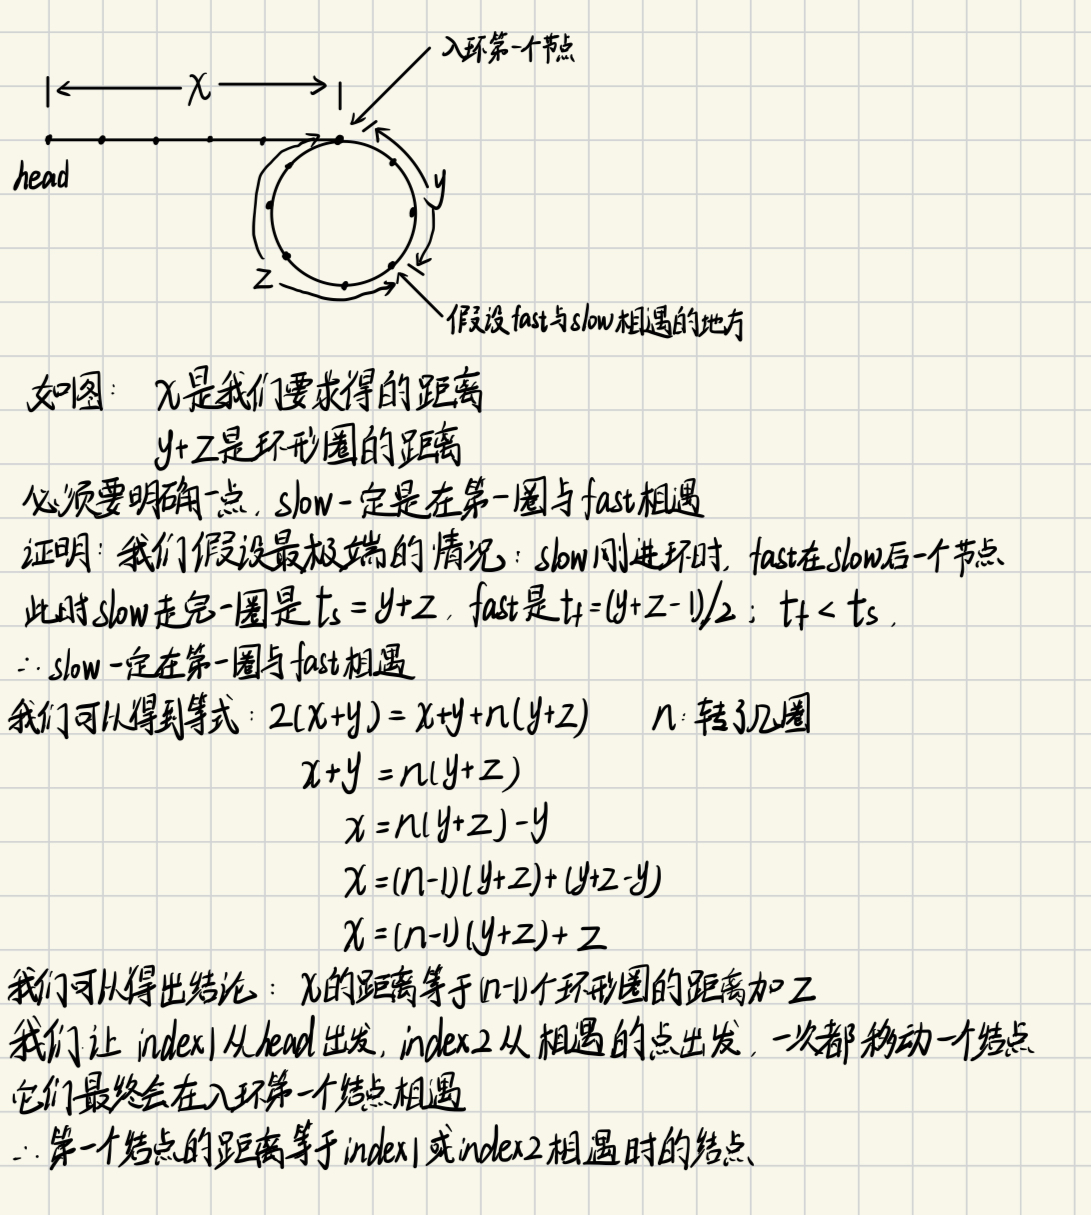 入环第一个节点
x
head
y
z
假设fast与slow相遇的地方
如图： x是我们要求得的距离
y+z是环形圈的距离
必须要明确一点，slow一定是在第一圈与fast相遇
证明：我们假设最极端的情况：slow刚进环时，fast在slow后一个节点
此时slow走完一圈是ts=y+z，fast是tf=(y+z-1)/2；tf<ts，
∴slow一定在第一圈与fast相遇
我们可以得到等式：2(x+y)=x+y+n(y+z) n:转了几圈
x+y=n(y+z)
x=n(y+z)-y
x=(n-1)(y+z)+(y+z-y)
x=(n-1)(y+z)+z
我们可以得出结论：x的距离等于(n-1)个环形圈的距离加z
我们让index1从head出发，index2从相遇的点出发，一次都移动一个结点
它们最终会在入环第一个结点相遇
∴第一个结点的距离等于index1或index2相遇时的结点